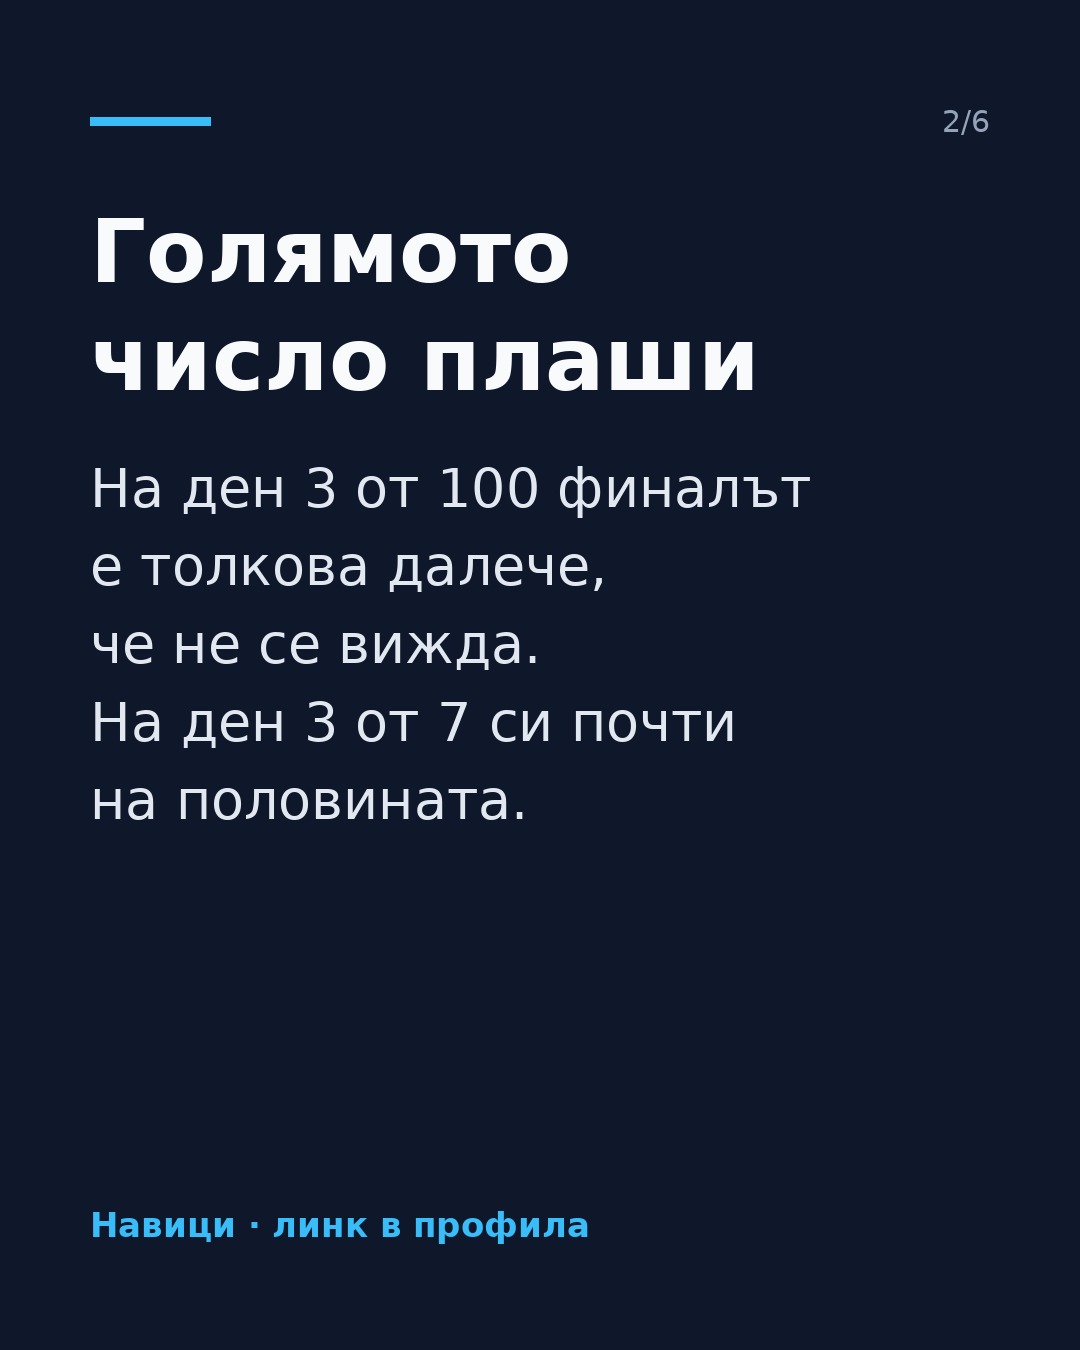 2/6
Голямото
число плаши
На ден 3 от 100 финалът
е толкова далече,
че не се вижда.
На ден 3 от 7 си почти
на половината.
Навици · линк в профила